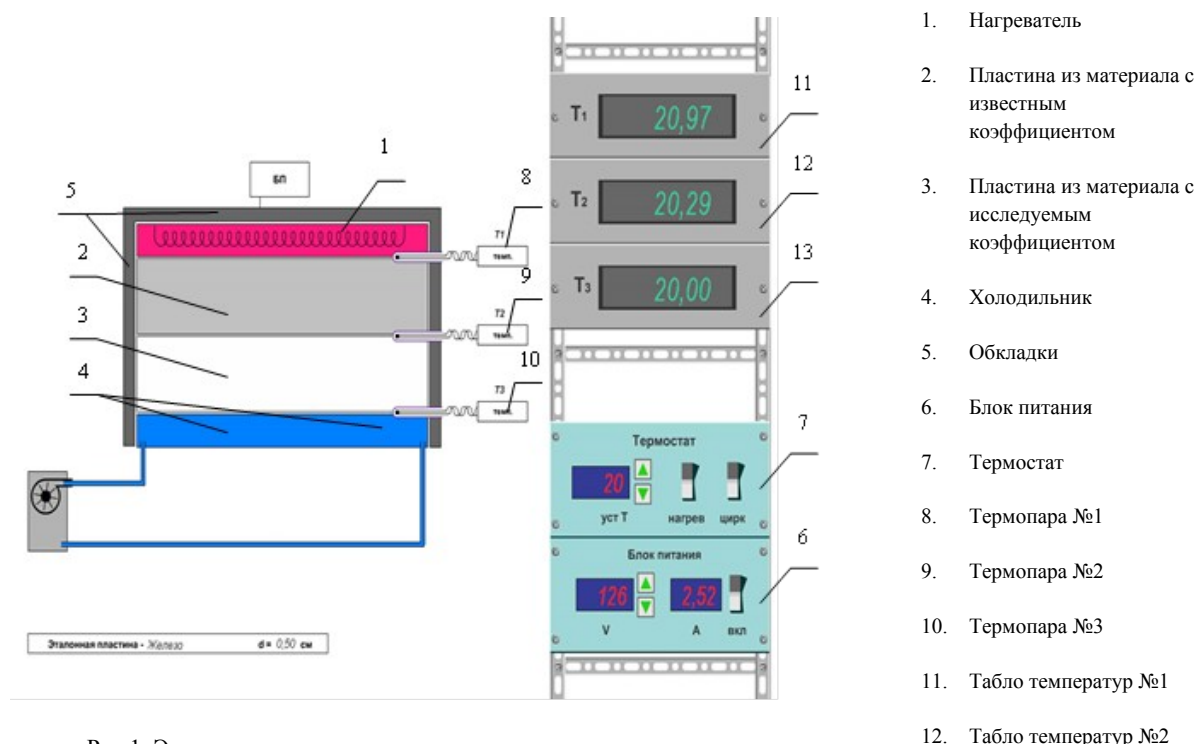 1
5
2
3
4
БП
T1
темп.
8
9
T2
темп.
10
T3
темп.
T1
20,97
11
T2
20,29
12
T3
20,00
13
Термостат
20
уст Т
нагрев
цирк
7
Блок питания
126
2,52
V
A
вкл
6
Эталонная пластина - Железо d = 0,50 см
1. Нагреватель
2. Пластина из материала с
известным
коэффициентом
3. Пластина из материала с
исследуемым
коэффициентом
4. Холодильник
5. Обкладки
6. Блок питания
7. Термостат
8. Термопара №1
9. Термопара №2
10. Термопара №3
11. Табло температур №1
12. Табло температур №2